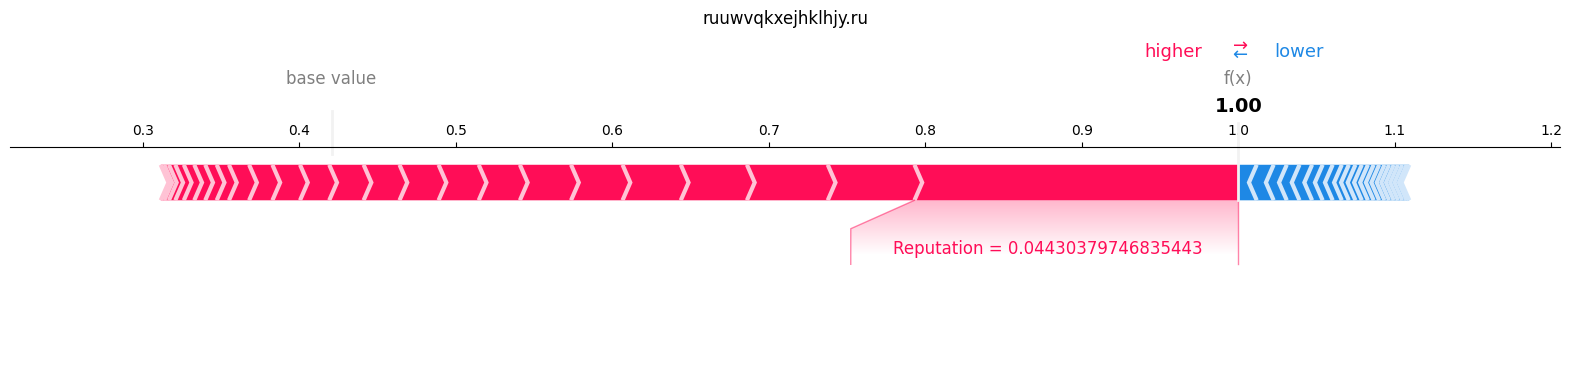 ruuwvqkxejhklhjy.ru
higher ⇄ lower
base value f(x)
1.00
0.3 0.4 0.5 0.6 0.7 0.8 0.9 1.0 1.1 1.2
Reputation = 0.04430379746835443